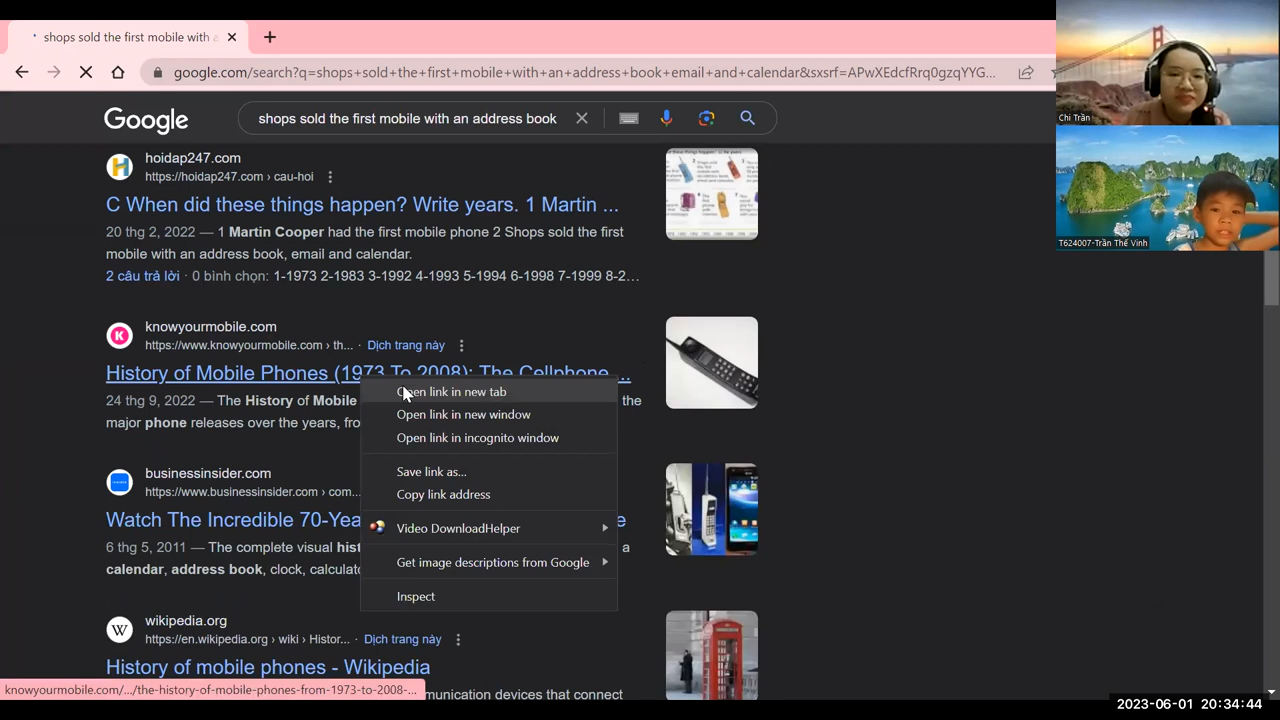 shops sold the first mobile with a
google.com/search?q=shops+sold+the+first+mobile+with+an+address+book+email+and+calendar&sxsrf=APwXEdcfRrq0gzqYYG...
Chi Trần
T624007-Trần Thế Vinh
Google
shops sold the first mobile with an address book
hoidap247.com
https://hoidap247.com › cau-hoi
C When did these things happen? Write years. 1 Martin ...
20 thg 2, 2022 — 1 Martin Cooper had the first mobile phone 2 Shops sold the first
mobile with an address book, email and calendar.
2 câu trả lời · 0 bình chọn: 1-1973 2-1983 3-1992 4-1993 5-1994 6-1998 7-1999 8-2...
knowyourmobile.com
https://www.knowyourmobile.com › th... · Dịch trang này
History of Mobile Phones (1973 To 2008): The Cellphone ...
24 thg 9, 2022 — The History of Mobile
the
major phone releases over the years, fro
Open link in new tab
Open link in new window
Open link in incognito window
Save link as...
Copy link address
Video DownloadHelper
Get image descriptions from Google
Inspect
businessinsider.com
https://www.businessinsider.com › com...
Watch The Incredible 70-Yea
e
6 thg 5, 2011 — The complete visual hist
a
calendar, address book, clock, calculato
wikipedia.org
https://en.wikipedia.org › wiki › Histor... · Dịch trang này
History of mobile phones - Wikipedia
munication devices that connect
knowyourmobile.com/.../the-history-of-mobile-phones-from-1973-to-2008-...
2023-06-01 20:34:44